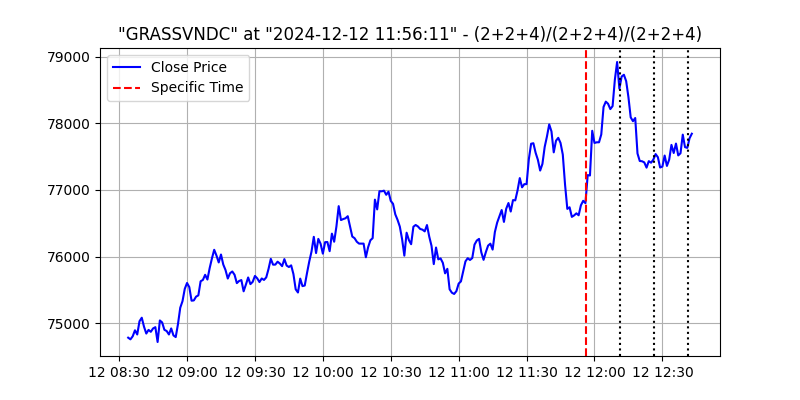 "GRASSVNDC" at "2024-12-12 11:56:11" - (2+2+4)/(2+2+4)/(2+2+4)
Close Price
Specific Time
79000
78000
77000
76000
75000
12 08:30 12 09:00 12 09:30 12 10:00 12 10:30 12 11:00 12 11:30 12 12:00 12 12:30